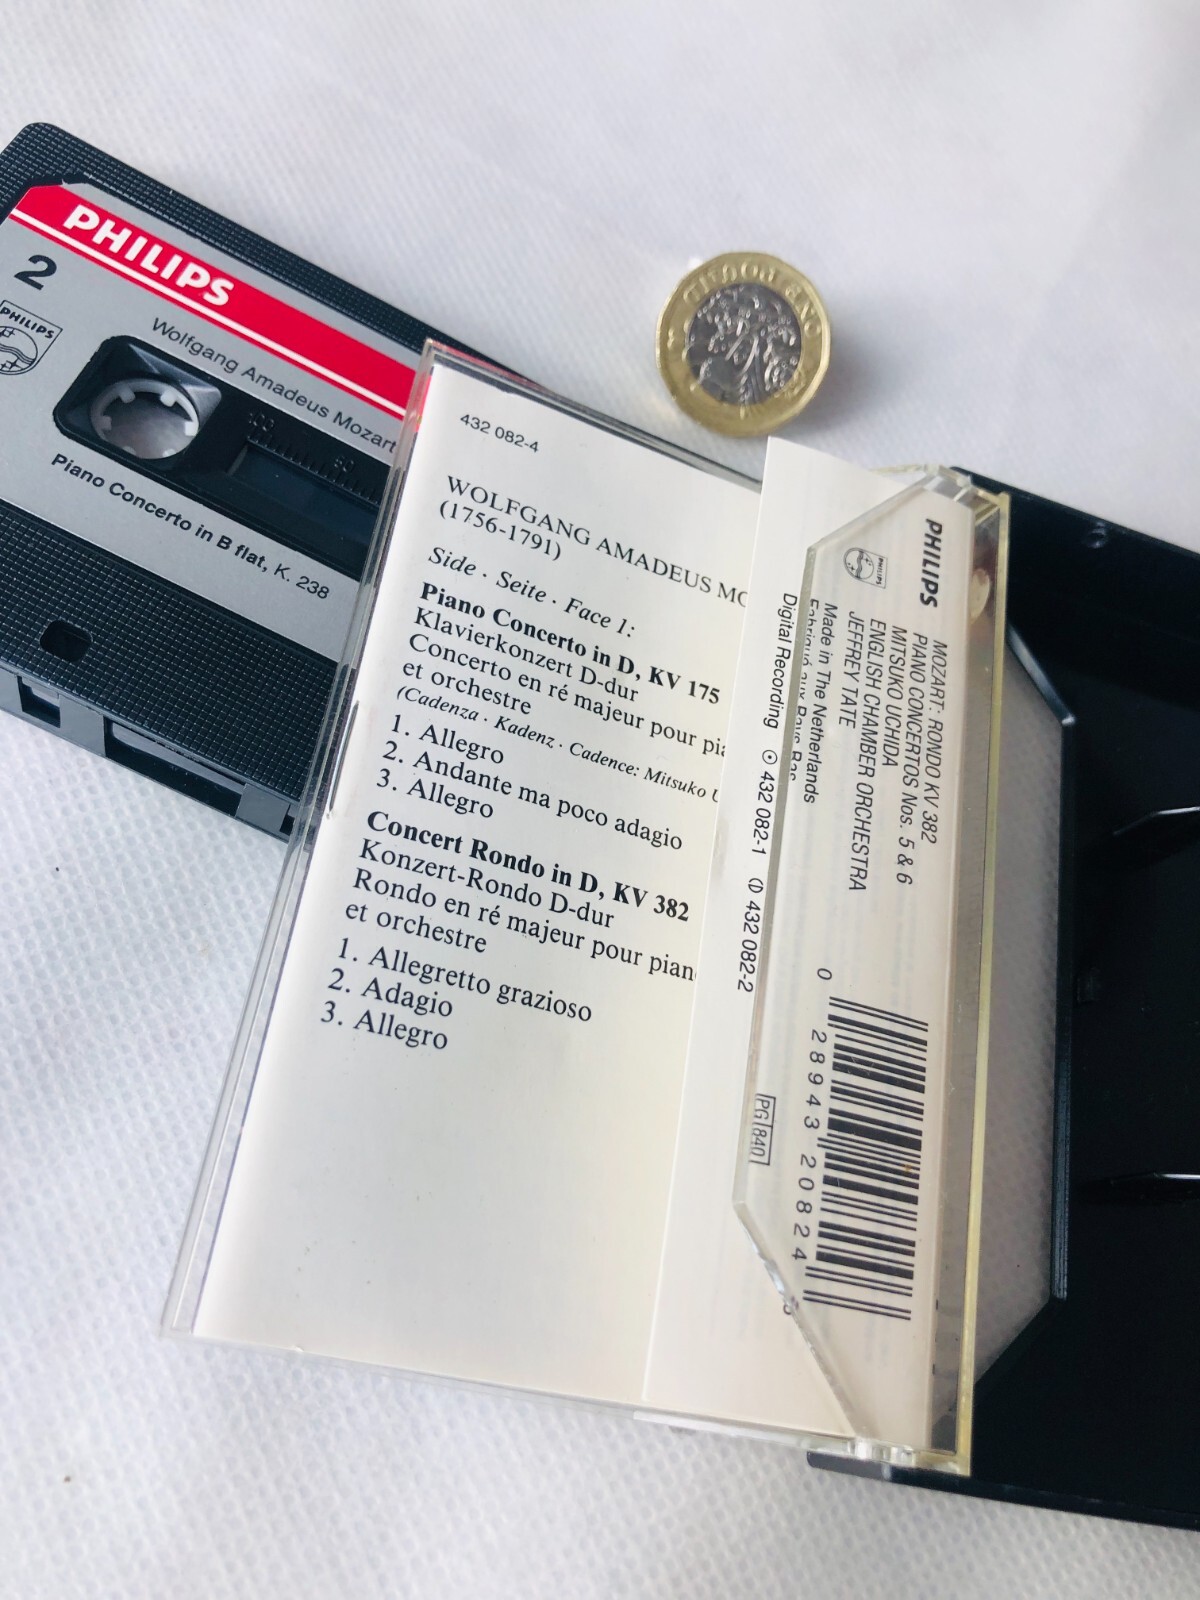 PHILIPS
2
PHILIPS
Wolfgang Amadeus Mozart
Piano Concerto in B flat, K. 238
432 082-4
WOLFGANG AMADEUS MO
(1756-1791)
Side · Seite · Face 1:
Piano Concerto in D, KV 175
Klavierkonzert D-dur
Concerto en ré majeur pour pia
et orchestre
(Cadenza · Kadenz · Cadence: Mitsuko U
1. Allegro
2. Andante ma poco adagio
3. Allegro
Concert Rondo in D, KV 382
Konzert-Rondo D-dur
Rondo en ré majeur pour pian
et orchestre
1. Allegretto grazioso
2. Adagio
3. Allegro
PHILIPS
PHILIPS
MOZART: RONDO KV 382
PIANO CONCERTOS Nos. 5 & 6
MITSUKO UCHIDA
ENGLISH CHAMBER ORCHESTRA
JEFFREY TATE
Made in The Netherlands
Fabriqué aux Pays-Bas
Digital Recording 432 082-1 432 082-2
PG 840
0 28943 20824